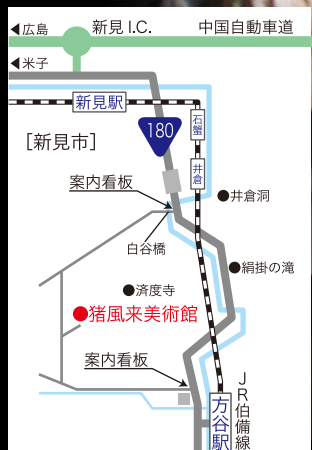 ◀広島
新見 I.C.
中国自動車道
◀米子
新見駅
石蟹
[新見市]
180
井倉
案内看板
●井倉洞
白谷橋
●絹掛の滝
●済度寺
●猪風来美術館
案内看板
JR伯備線
方谷駅